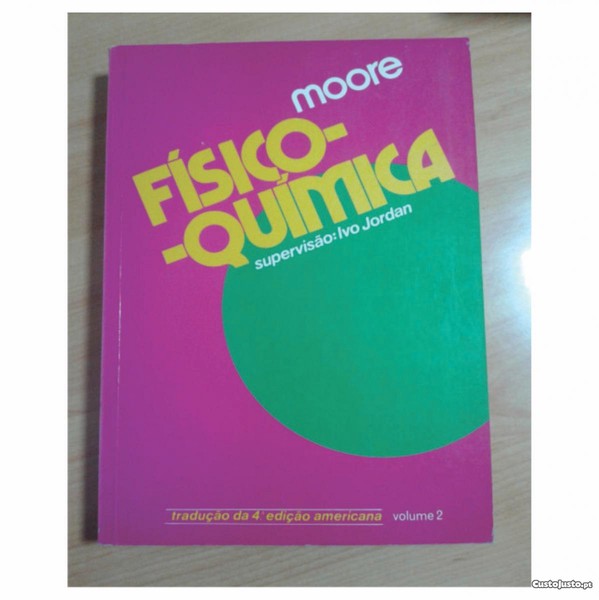 moore
FÍSICO-
-QUÍMICA
supervisão: Ivo Jordan
tradução da 4ª edição americana volume 2
CustoJusto.pt